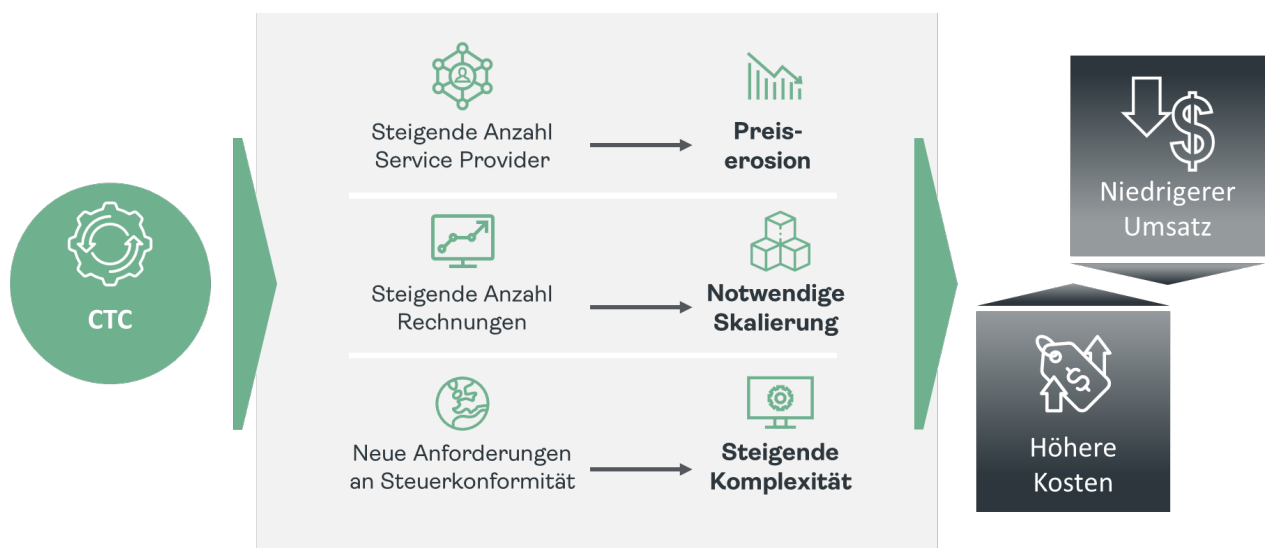 CTC
Steigende Anzahl
Service Provider
Preis-
erosion
Steigende Anzahl
Rechnungen
Notwendige
Skalierung
Neue Anforderungen
an Steuerkonformität
Steigende
Komplexität
$
Niedrigerer
Umsatz
$
Höhere
Kosten